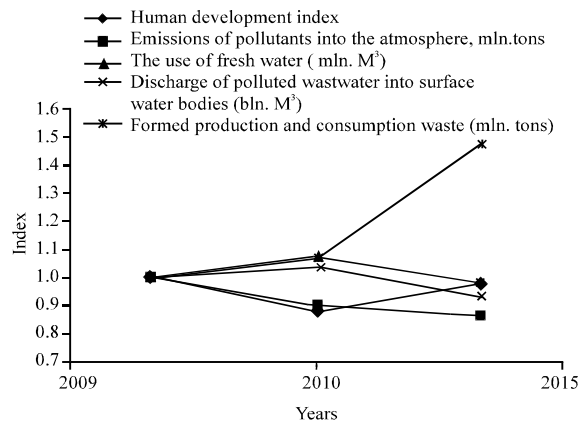 Human development index
Emissions of pollutants into the atmosphere, mln.tons
The use of fresh water ( mln. M³)
Discharge of polluted wastwater into surface
water bodies (bln. M³)
Formed production and consumption waste (mln. tons)
1.6
1.5
1.4
1.3
1.2
1.1
1.0
0.9
0.8
0.7
Index
2009 2010 2015
Years